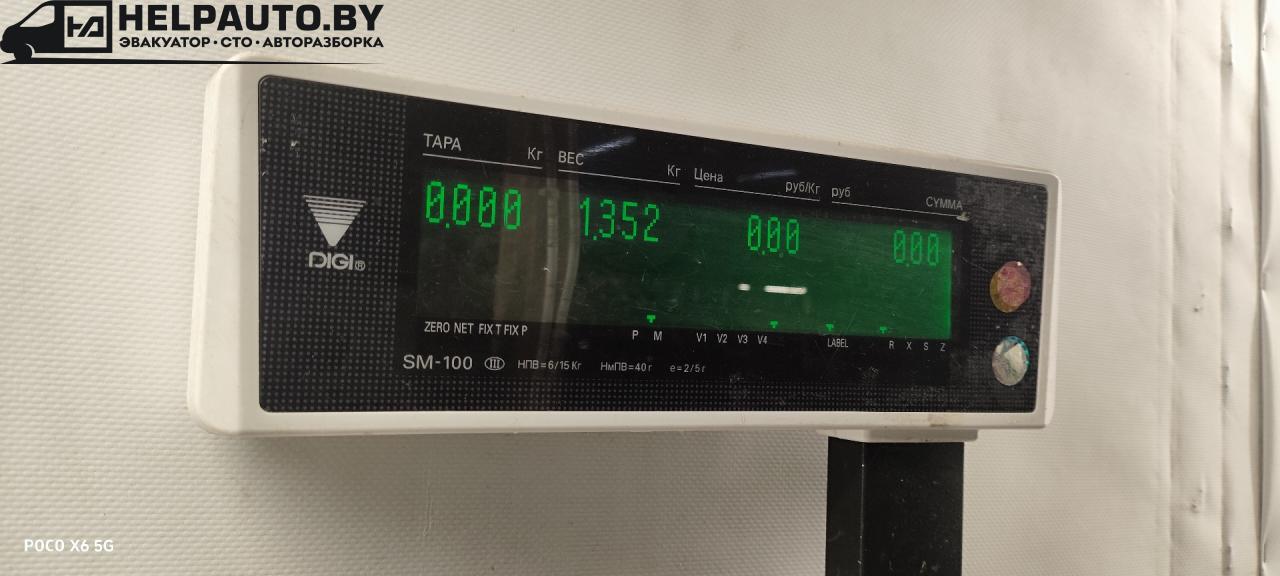 HELPAUTO.BY
ЭВАКУАТОР·СТО·АВТОРАЗБОРКА
ТАРА Кг ВЕС Кг Цена руб/Кг руб СУММА
0.000 1.352 0.00 0.00
DIGI®
ZERO NET FIX T FIX P P M V1 V2 V3 V4 LABEL R X S Z
SM-100 III НПВ=6/15 Кг НмПВ=40 г e=2/5 г
POCO X6 5G